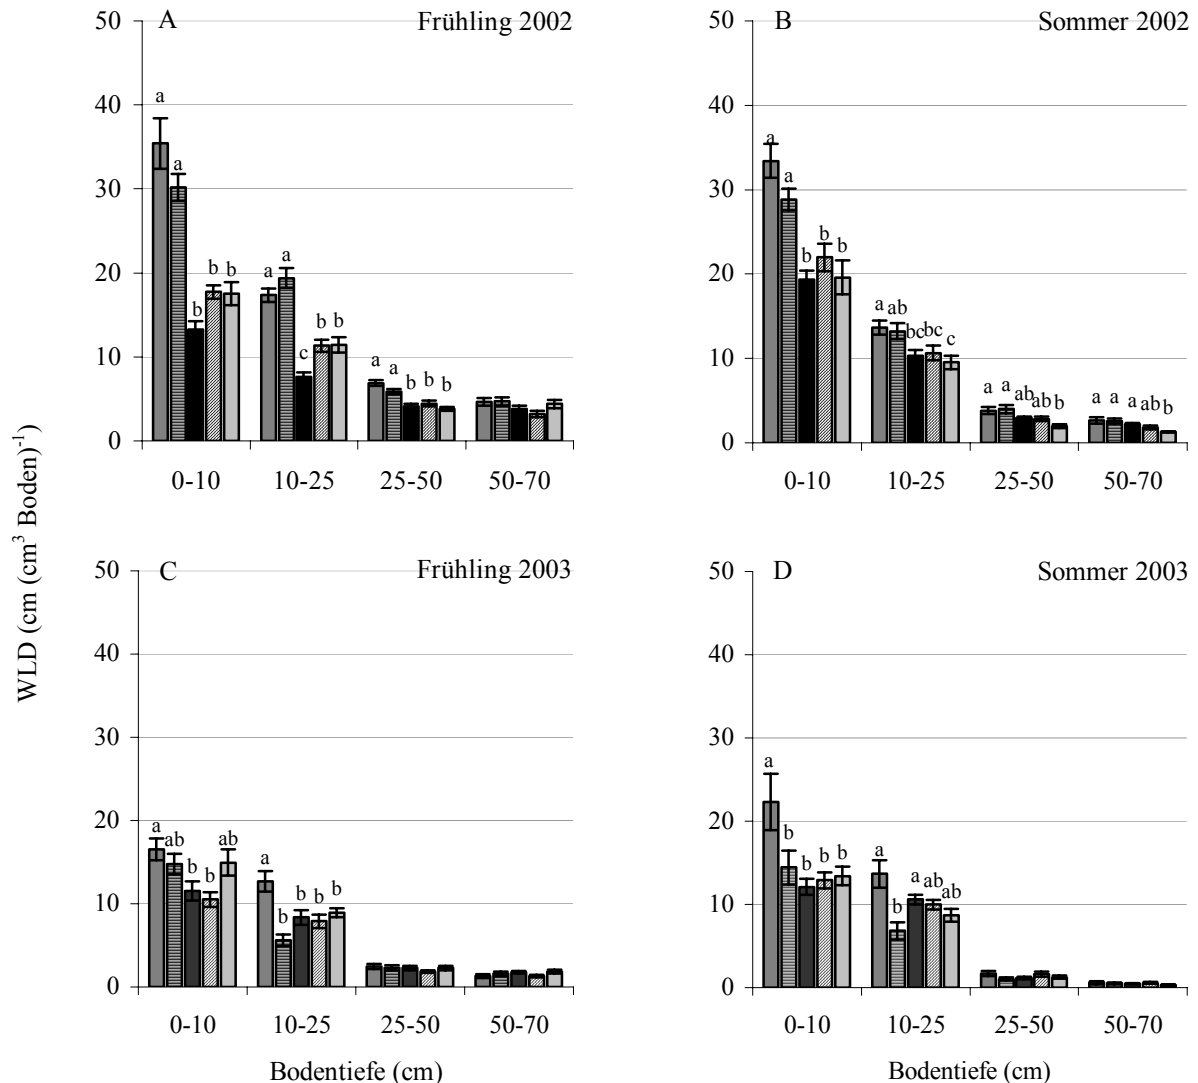 WLD (cm (cm³ Boden)⁻¹
A Frühling 2002
50
40
30
20
10
0
a
a
b
b
b
a
a
c
b
b
a
a
b
b
b
0-10 10-25 25-50 50-70
B Sommer 2002
50
40
30
20
10
0
a
a
b
b
b
a
ab
bc
bc
c
a
a
ab
ab
b
a
a
a
ab
b
0-10 10-25 25-50 50-70
C Frühling 2003
50
40
30
20
10
0
a
ab
b
b
ab
a
b
b
b
b
0-10 10-25 25-50 50-70
Bodentiefe (cm)
D Sommer 2003
50
40
30
20
10
0
a
b
b
b
b
a
b
a
ab
ab
0-10 10-25 25-50 50-70
Bodentiefe (cm)